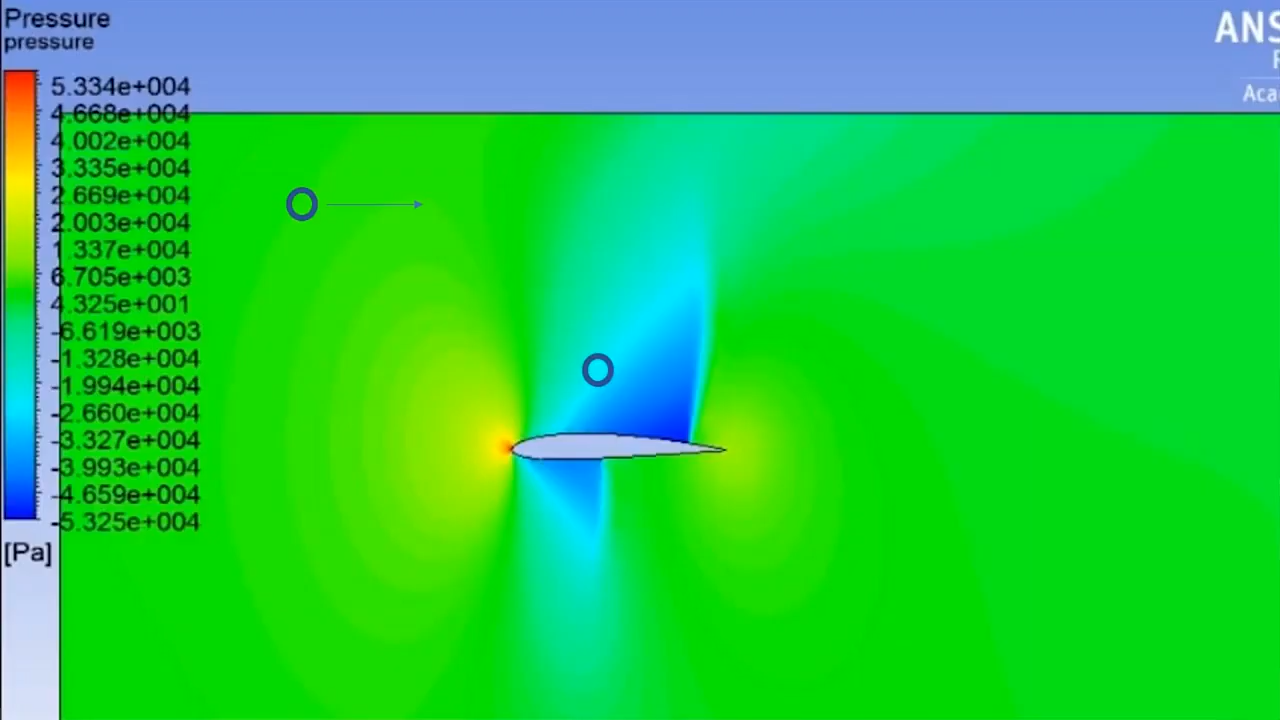 Pressure
pressure
5.334e+004
4.668e+004
4.002e+004
3.335e+004
2.669e+004
2.003e+004
1.337e+004
6.705e+003
4.325e+001
-6.619e+003
-1.328e+004
-1.994e+004
-2.660e+004
-3.327e+004
-3.993e+004
-4.659e+004
-5.325e+004
[Pa]
ANS
Aca